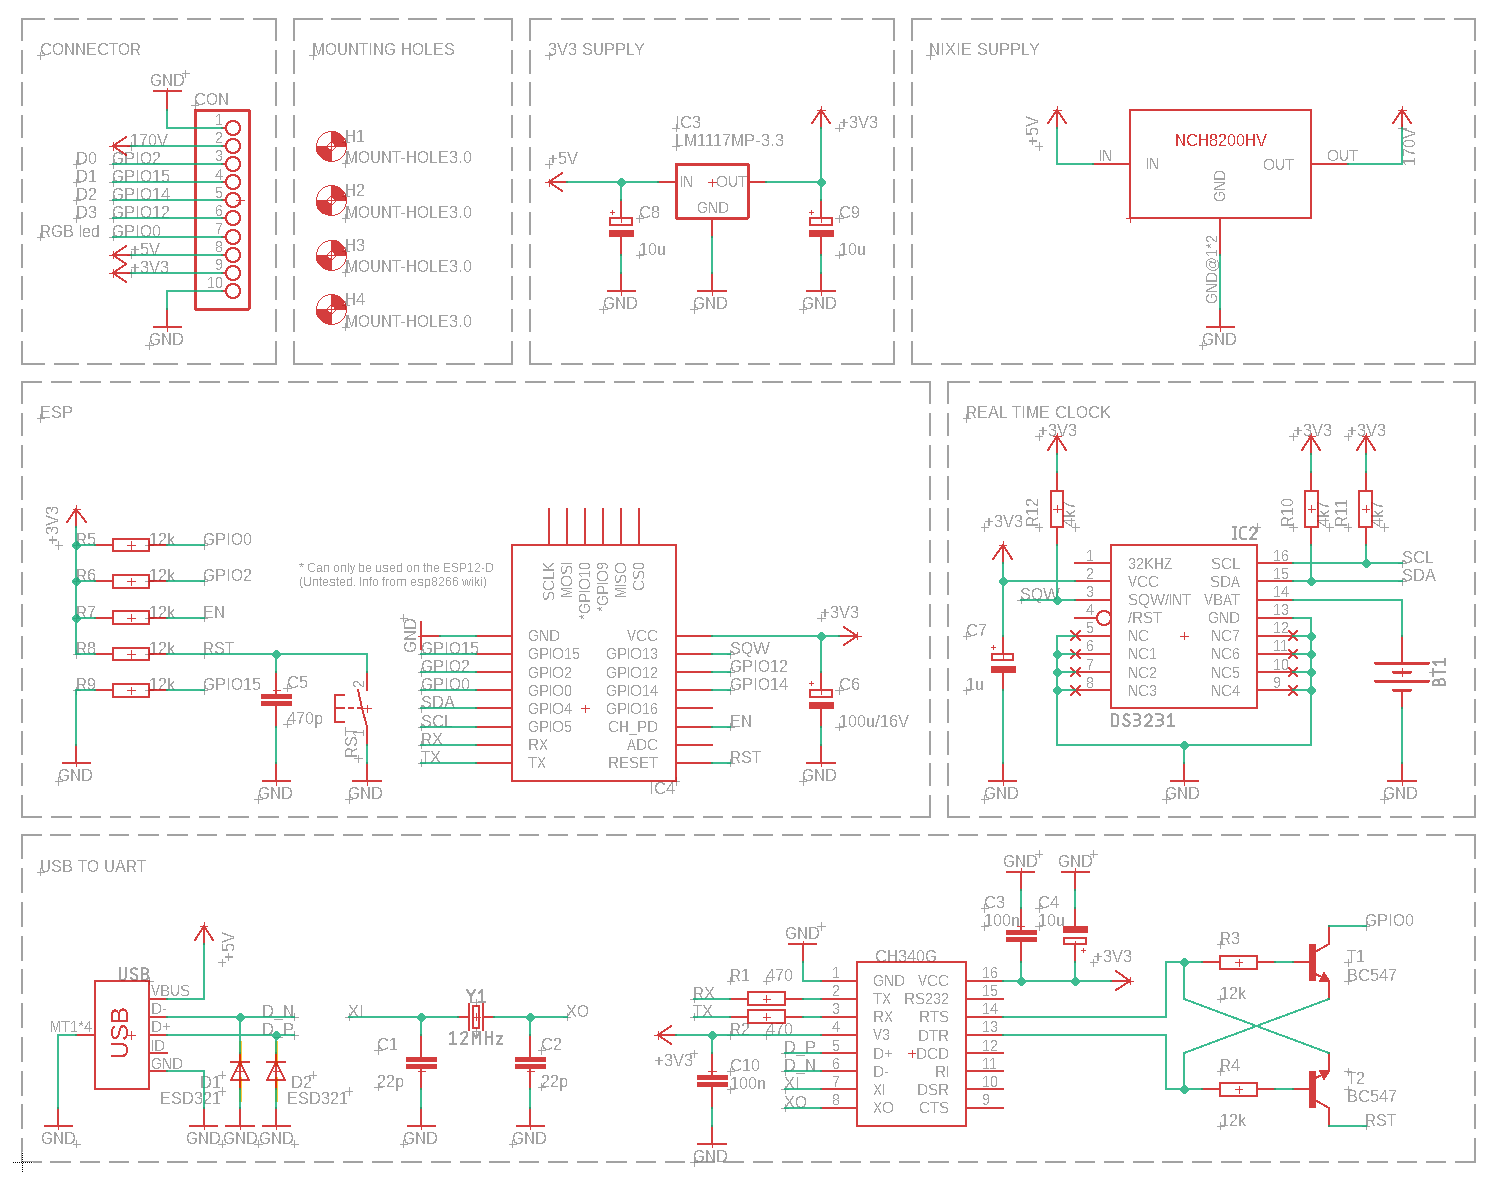 CONNECTOR
GND
CON
1
170V 2
D0 GPIO2 3
D1 GPIO15 4
D2 GPIO14 5
D3 GPIO12 6
RGB led GPIO0 7
+5V 8
+3V3 9
10
GND
MOUNTING HOLES
H1
MOUNT-HOLE3.0
H2
MOUNT-HOLE3.0
H3
MOUNT-HOLE3.0
H4
MOUNT-HOLE3.0
3V3 SUPPLY
IC3
LM1117MP-3.3
+3V3
+5V
IN OUT
GND
C8
10u
C9
10u
GND
GND
GND
NIXIE SUPPLY
+5V
NCH8200HV
170V
IN IN OUT OUT
GND
GND@1*2
GND
ESP
+3V3
R5 12k GPIO0
R6 12k GPIO2
R7 12k EN
R8 12k RST
R9 12k GPIO15
C5
470p
2
1
RST
GND
GND
GND
* Can only be used on the ESP12-D
(Untested. Info from esp8266 wiki)
SCLK
MOSI
*GPIO10
*GPIO9
MISO
CS0
GND
GND VCC
+3V3
GPIO15 GPIO15 GPIO13 SQW
GPIO2 GPIO2 GPIO12 GPIO12
GPIO0 GPIO0 GPIO14 GPIO14
SDA GPIO4 GPIO16
SCL GPIO5 CH_PD EN
RX RX ADC
TX TX RESET RST
IC4
C6
100u/16V
GND
REAL TIME CLOCK
+3V3
+3V3
+3V3
R12
4k7
R10
4k7
R11
4k7
+3V3
IC2
1 32KHZ SCL 16 SCL
2 VCC SDA 15 SDA
SQW 3 SQW/INT VBAT 14
4 /RST GND 13
5 NC NC7 12
6 NC1 NC6 11
7 NC2 NC5 10
8 NC3 NC4 9
DS3231
C7
1u
BT1
GND
GND
GND
USB TO UART
+5V
USB
USB
VBUS
D-
D+
ID
GND
MT1*4
D_N
D_P
D1
ESD321
D2
ESD321
GND
GND
GND
GND
XI
Y1
12MHz
XO
C1
22p
C2
22p
GND
GND
GND
CH340G
R1 470
RX
TX
R2 470
+3V3
C10
100n
GND
D_P
D_N
XI
XO
1 GND VCC 16
2 TX RS232 15
3 RX RTS 14
4 V3 DTR 13
5 D+ DCD 12
6 D- RI 11
7 XI DSR 10
8 XO CTS 9
GND
GND
C3
100n
C4
10u
+3V3
R3
12k
R4
12k
GPIO0
T1
BC547
T2
BC547
RST